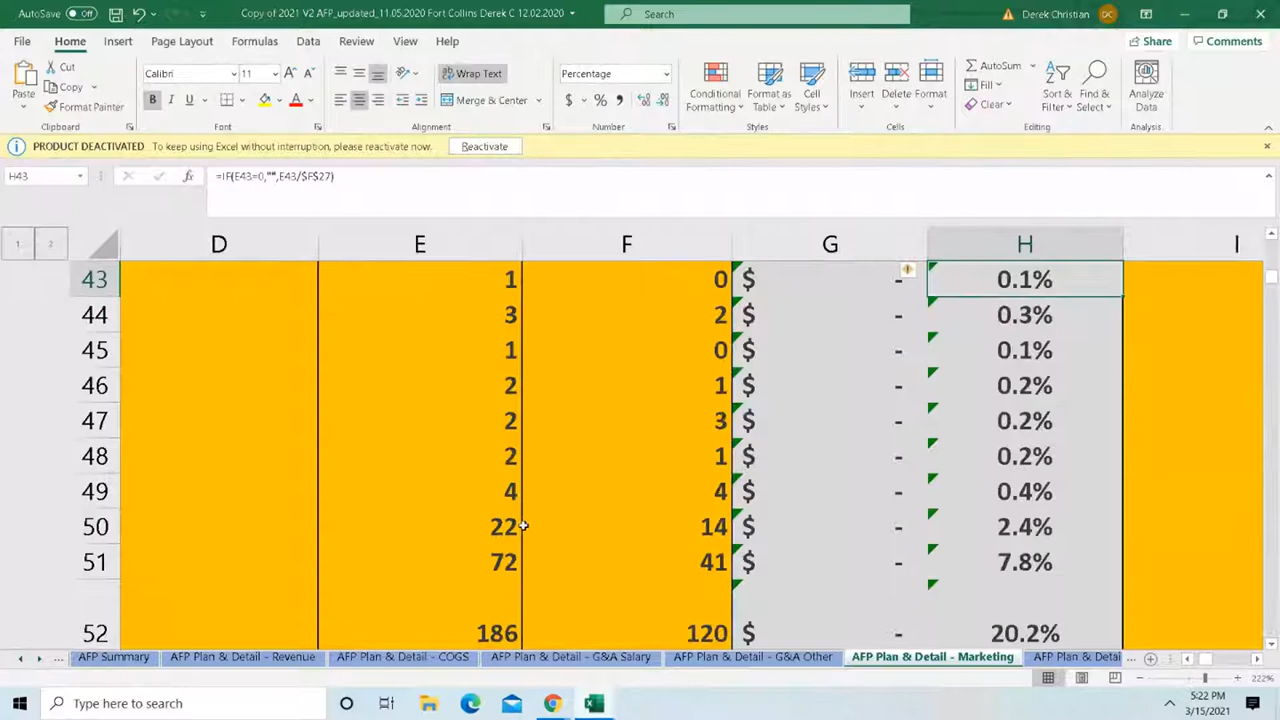 AutoSave Off Copy of 2021 V2 AFP_updated_11.05.2020 Fort Collins Derek C 12.02.2020 Search Derek Christian DC
File Home Insert Page Layout Formulas Data Review View Help Share Comments
Paste Cut Copy Format Painter Calibri 11 A A B I U A Wrap Text Merge & Center Percentage $ % Conditional Formatting Format as Table Cell Styles Insert Delete Format AutoSum Fill Clear Sort & Filter Find & Select Analyze Data
Clipboard Font Alignment Number Styles Cells Editing Analysis
PRODUCT DEACTIVATED To keep using Excel without interruption, please reactivate now. Reactivate
H43 fx =IF(E43=0,"",E43/$F$27)
1 2 D E F G H I
43 1 0 $ - 0.1%
44 3 2 $ - 0.3%
45 1 0 $ - 0.1%
46 2 1 $ - 0.2%
47 2 3 $ - 0.2%
48 2 1 $ - 0.2%
49 4 4 $ - 0.4%
50 22 14 $ - 2.4%
51 72 41 $ - 7.8%
52 186 120 $ - 20.2%
... AFP Summary AFP Plan & Detail - Revenue AFP Plan & Detail - COGS AFP Plan & Detail - G&A Salary AFP Plan & Detail - G&A Other AFP Plan & Detail - Marketing AFP Plan & Detai ...
222%
Type here to search 5:22 PM
3/15/2021